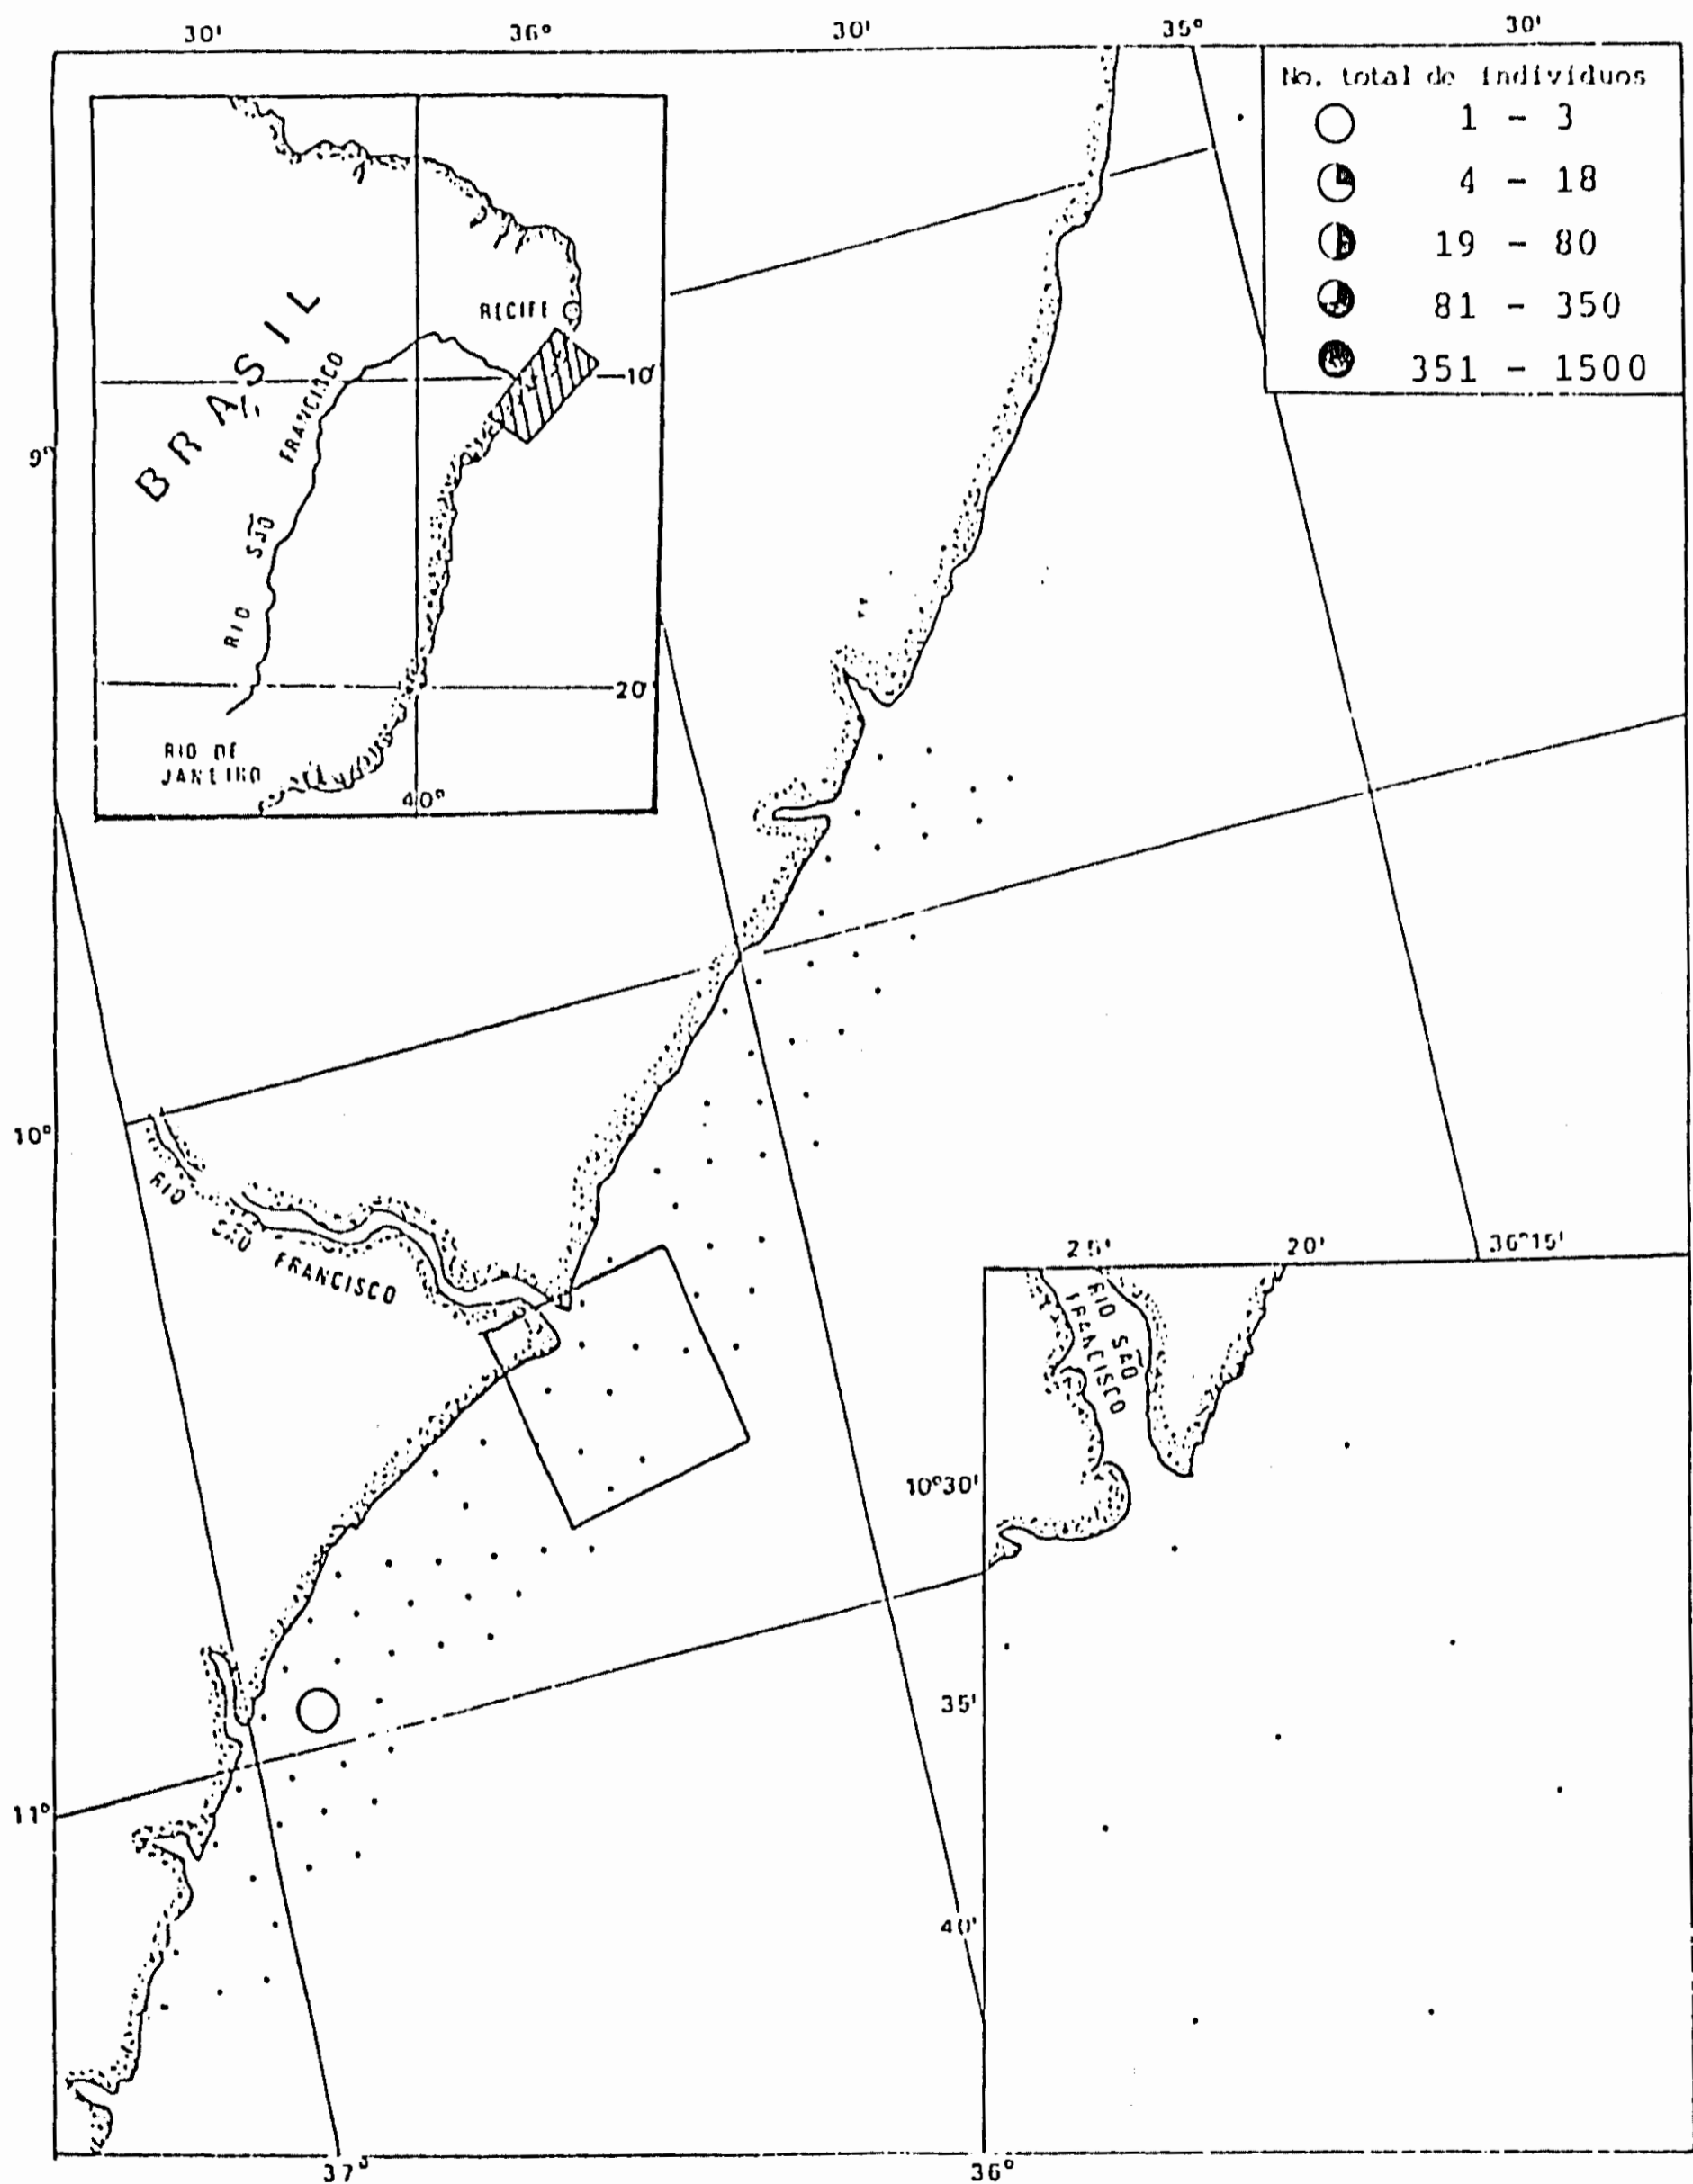 30' 36° 30' 35° 30'
No. total de indivíduos
1 - 3
4 - 18
19 - 80
81 - 350
351 - 1500
RECIFE
BRASIL
RIO SÃO FRANCISCO
10°
20°
RIO DE
JANEIRO
40°
9°
10°
RIO SÃO FRANCISCO
25' 20' 36°15'
RIO SÃO
FRANCISCO
10°30'
35'
40'
11°
37° 36°